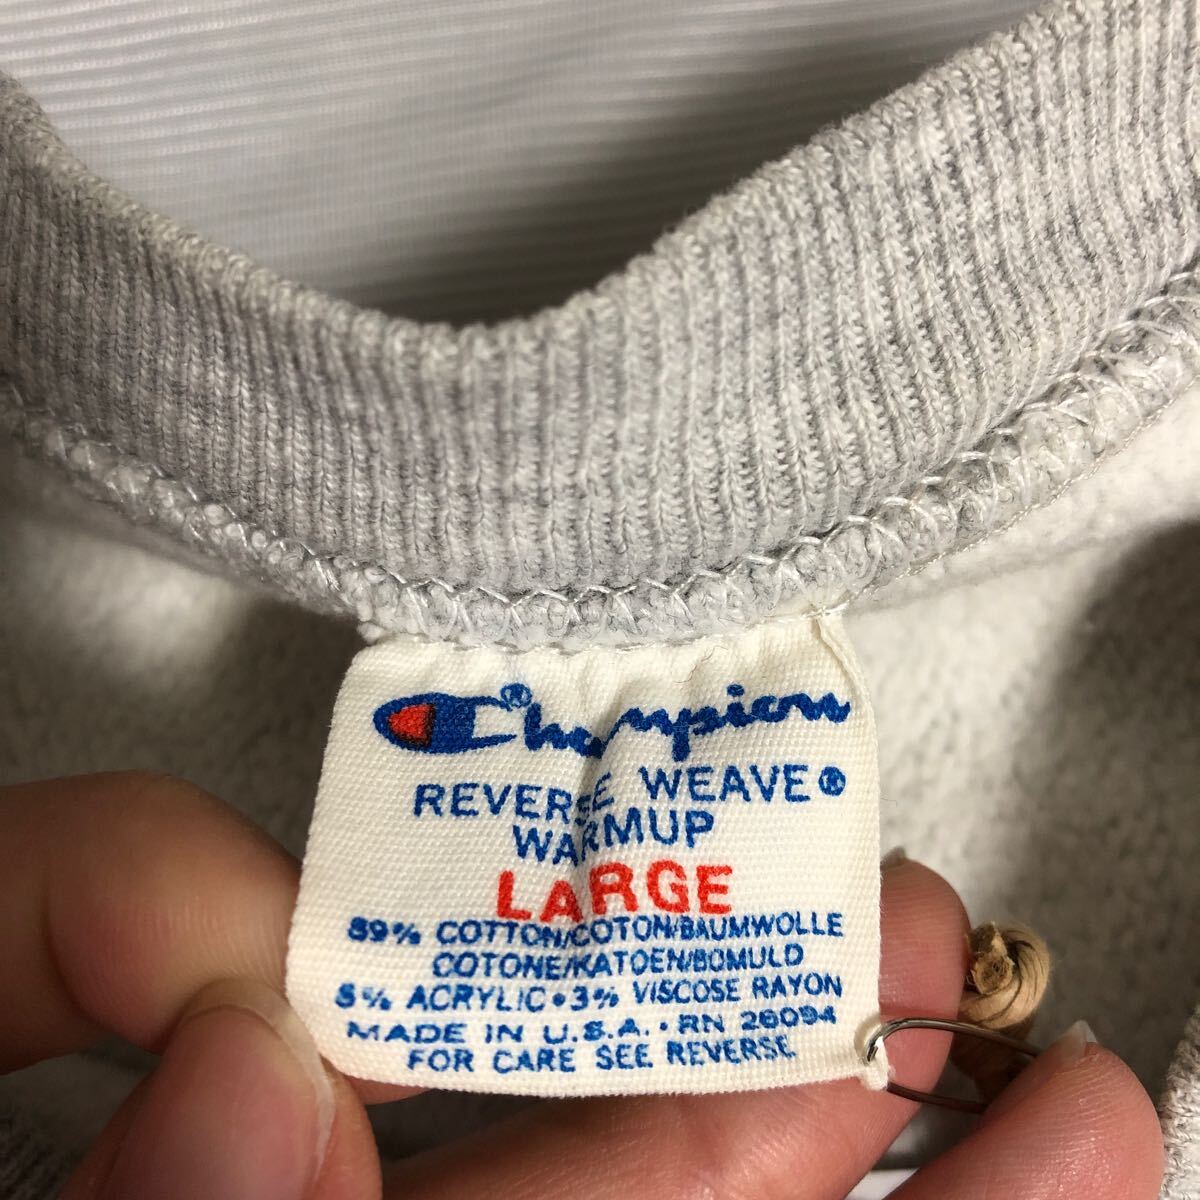 Champion®
REVERSE WEAVE®
WARMUP
LARGE
89% COTTON/COTON/BAUMWOLLE
COTONE/KATOEN/BOMULD
8% ACRYLIC•3% VISCOSE RAYON
MADE IN U.S.A.•RN 26094
FOR CARE SEE REVERSE